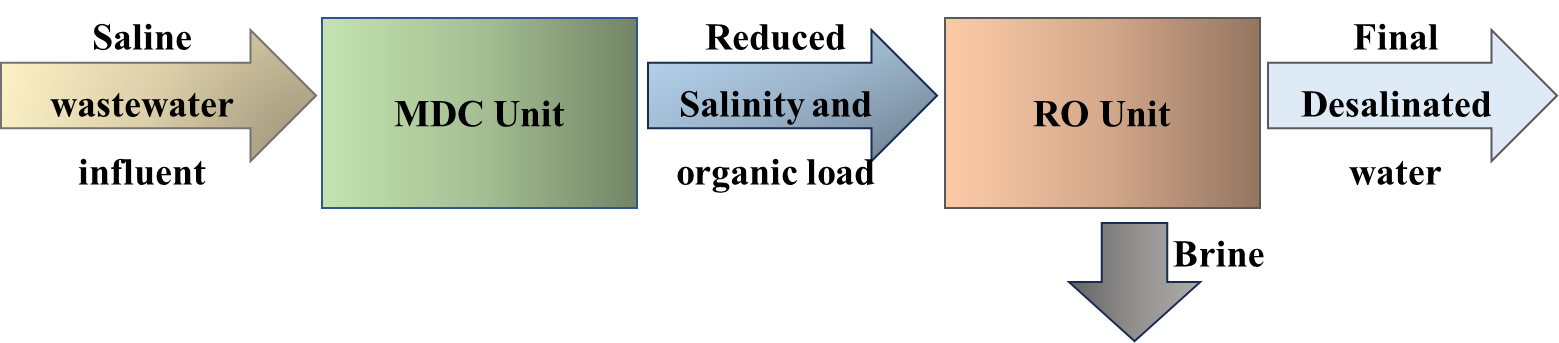 Saline
wastewater
influent
MDC Unit
Reduced
Salinity and
organic load
RO Unit
Final
Desalinated
water
Brine